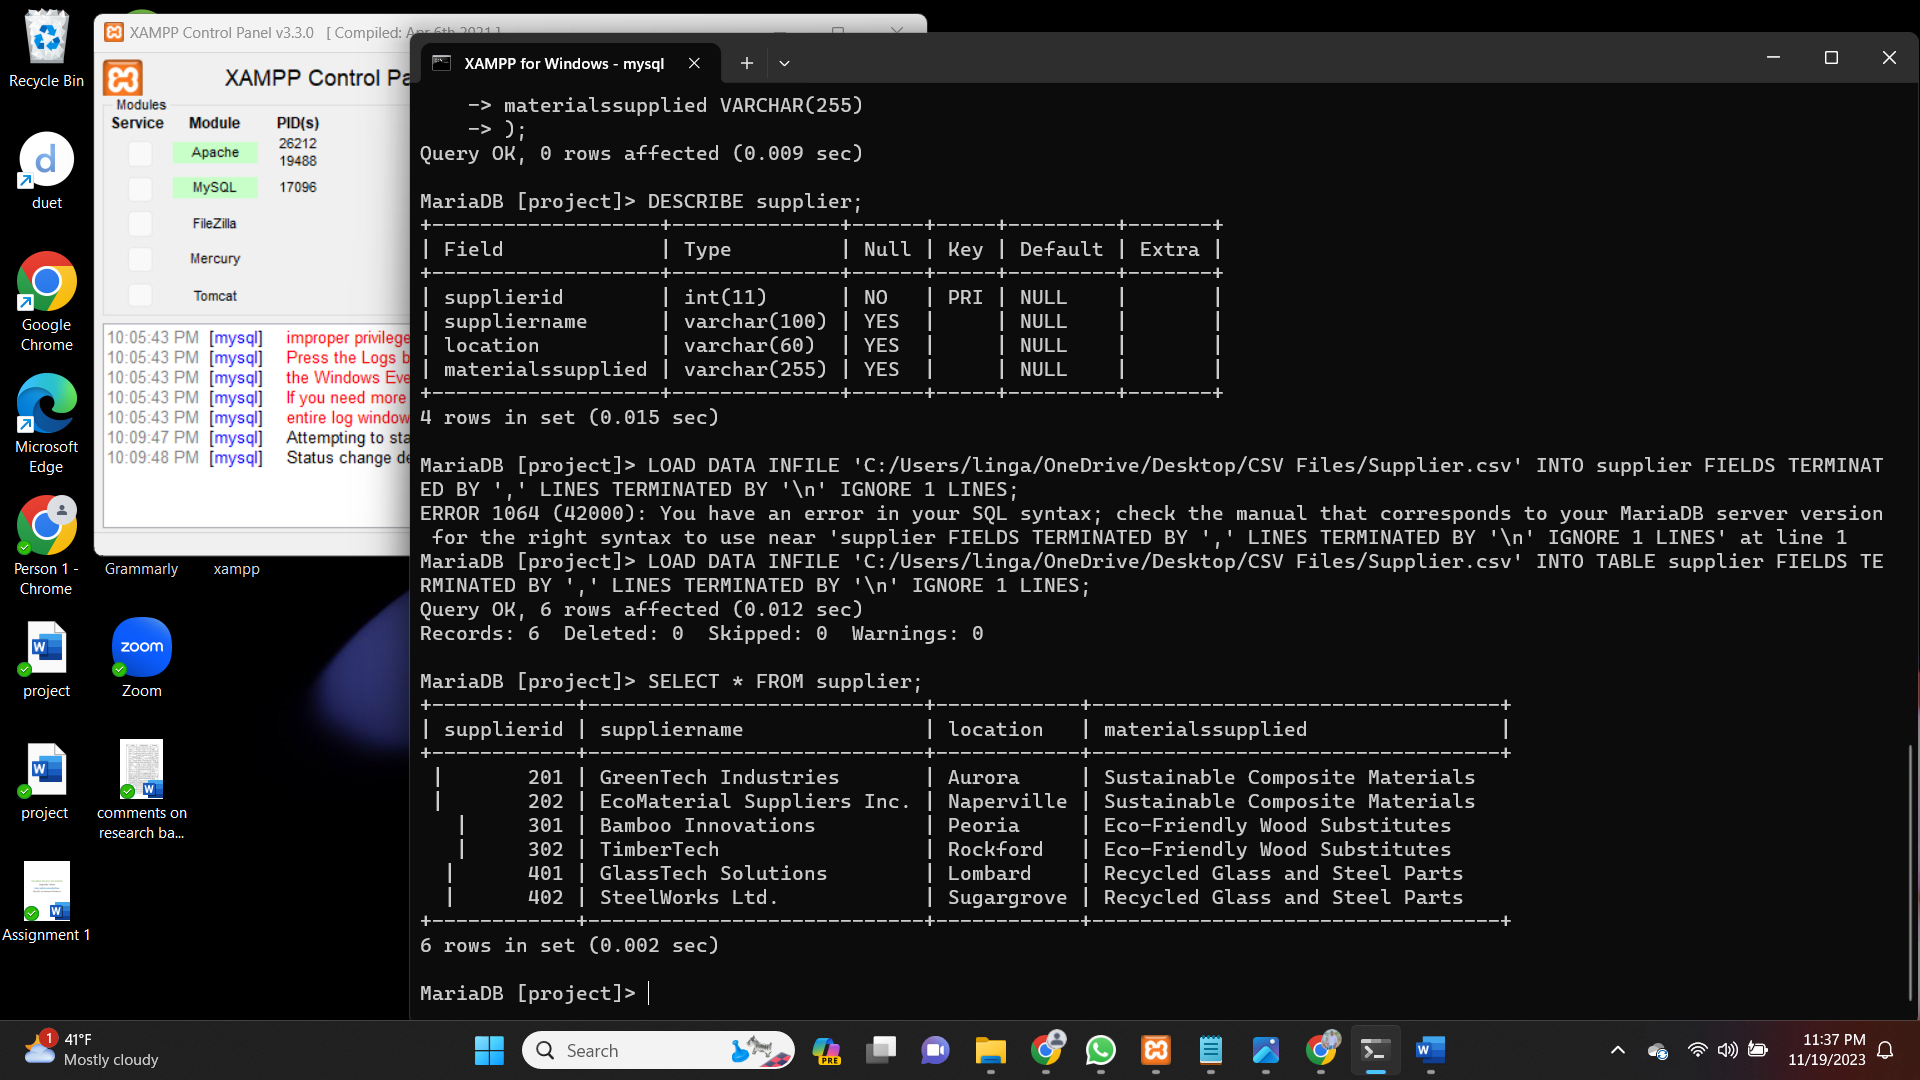 Recycle Bin
duet
Google Chrome
Microsoft Edge
Person 1 - Chrome
project
project
Assignment 1
Grammarly
xampp
zoom
Zoom
comments on research ba...
XAMPP Control Panel v3.3.0 [ Compiled: Apr 6th 2021 ]
XAMPP Control Pa
Modules
Service Module PID(s)
Apache 26212 19488
MySQL 17096
FileZilla
Mercury
Tomcat
10:05:43 PM [mysql] improper privilege
10:05:43 PM [mysql] Press the Logs b
10:05:43 PM [mysql] the Windows Eve
10:05:43 PM [mysql] If you need more
10:05:43 PM [mysql] entire log window
10:09:47 PM [mysql] Attempting to sta
10:09:48 PM [mysql] Status change de
XAMPP for Windows - mysql
-> materialssupplied VARCHAR(255)
-> );
Query OK, 0 rows affected (0.009 sec)
MariaDB [project]> DESCRIBE supplier;
+-------------------+--------------+------+-----+---------+-------+
| Field             | Type         | Null | Key | Default | Extra |
+-------------------+--------------+------+-----+---------+-------+
| supplierid        | int(11)      | NO   | PRI | NULL    |       |
| suppliername      | varchar(100) | YES  |     | NULL    |       |
| location          | varchar(60)  | YES  |     | NULL    |       |
| materialssupplied | varchar(255) | YES  |     | NULL    |       |
+-------------------+--------------+------+-----+---------+-------+
4 rows in set (0.015 sec)
MariaDB [project]> LOAD DATA INFILE 'C:/Users/linga/OneDrive/Desktop/CSV Files/Supplier.csv' INTO supplier FIELDS TERMINAT
ED BY ',' LINES TERMINATED BY '\n' IGNORE 1 LINES;
ERROR 1064 (42000): You have an error in your SQL syntax; check the manual that corresponds to your MariaDB server version
for the right syntax to use near 'supplier FIELDS TERMINATED BY ',' LINES TERMINATED BY '\n' IGNORE 1 LINES' at line 1
MariaDB [project]> LOAD DATA INFILE 'C:/Users/linga/OneDrive/Desktop/CSV Files/Supplier.csv' INTO TABLE supplier FIELDS TE
RMINATED BY ',' LINES TERMINATED BY '\n' IGNORE 1 LINES;
Query OK, 6 rows affected (0.012 sec)
Records: 6  Deleted: 0  Skipped: 0  Warnings: 0
MariaDB [project]> SELECT * FROM supplier;
+------------+----------------------------+------------+----------------------------------+
| supplierid | suppliername               | location   | materialssupplied                |
+------------+----------------------------+------------+----------------------------------+
 |       201 | GreenTech Industries       | Aurora     | Sustainable Composite Materials
 |       202 | EcoMaterial Suppliers Inc. | Naperville | Sustainable Composite Materials
   |     301 | Bamboo Innovations         | Peoria     | Eco-Friendly Wood Substitutes
   |     302 | TimberTech                 | Rockford   | Eco-Friendly Wood Substitutes
  |      401 | GlassTech Solutions        | Lombard    | Recycled Glass and Steel Parts
  |      402 | SteelWorks Ltd.            | Sugargrove | Recycled Glass and Steel Parts
+------------+----------------------------+------------+----------------------------------+
6 rows in set (0.002 sec)
MariaDB [project]>
1
41°F
Mostly cloudy
Search
PRE
11:37 PM
11/19/2023